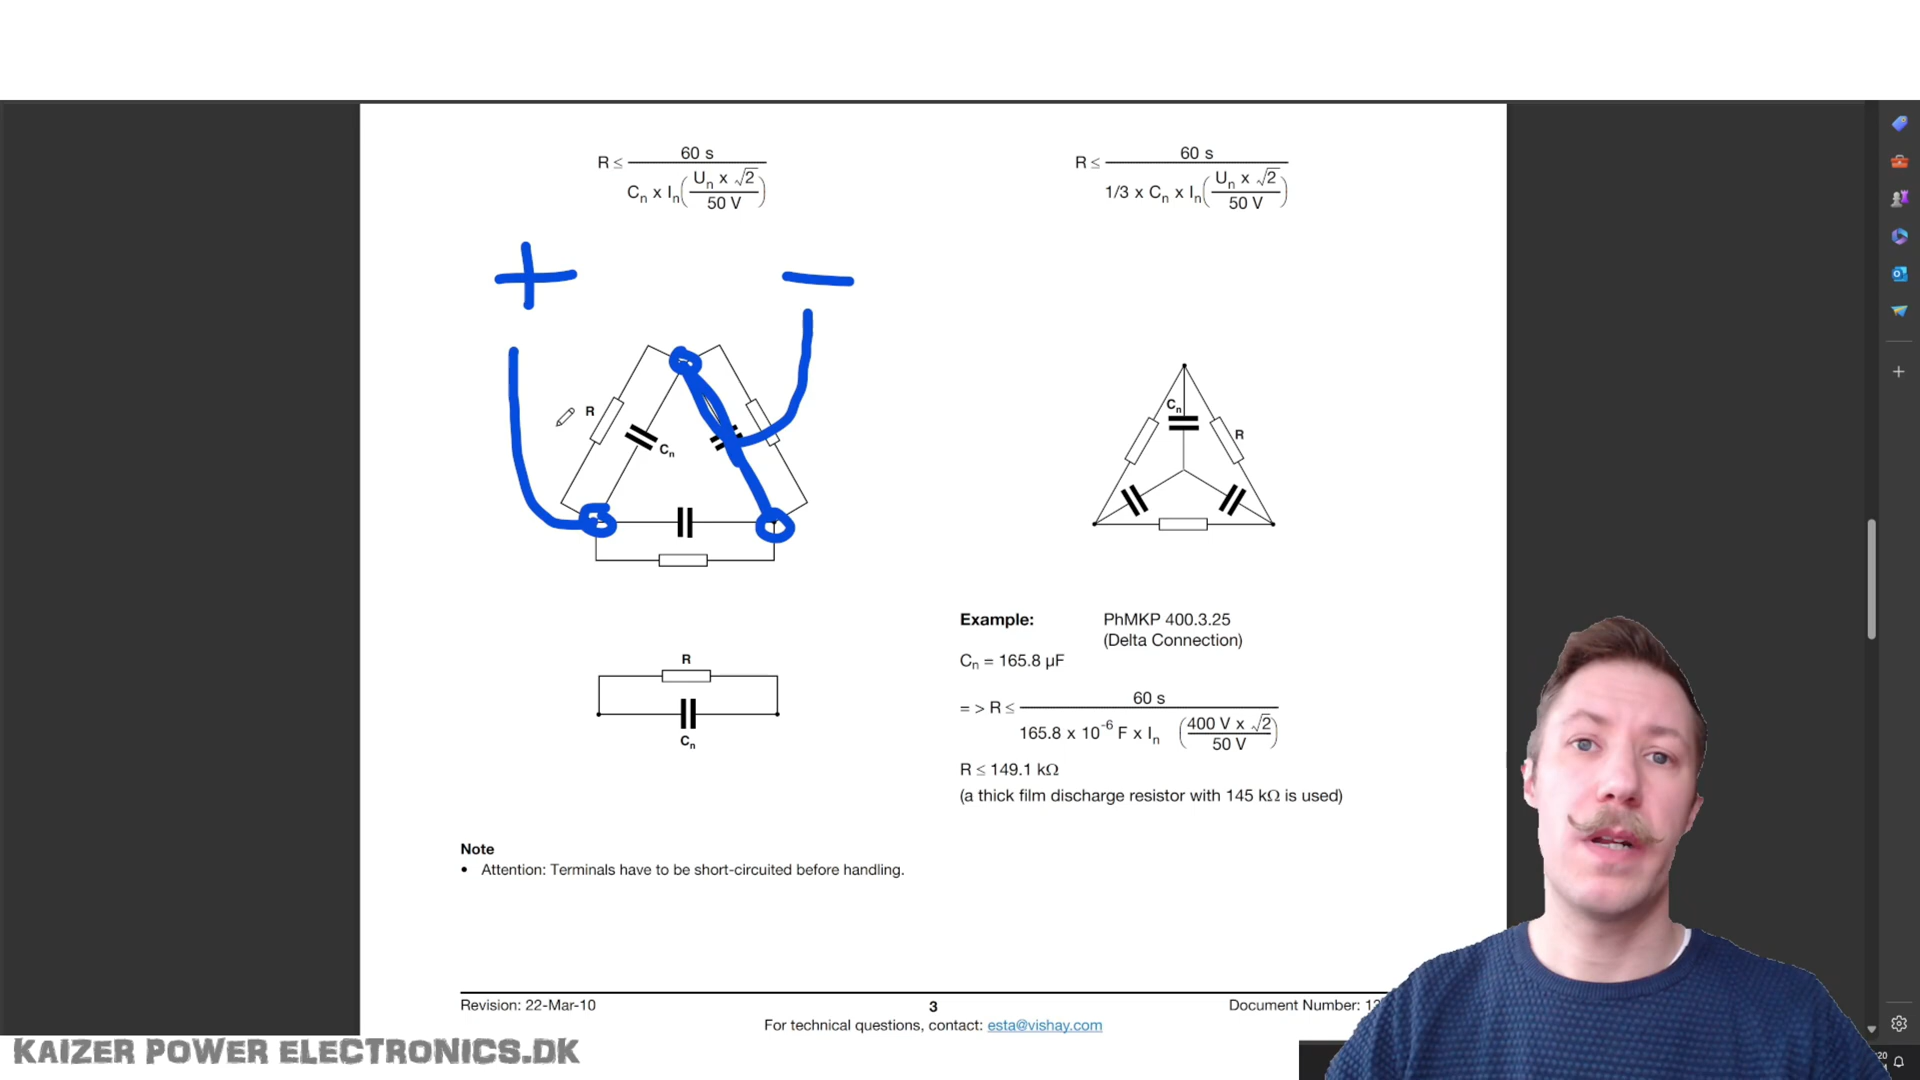 R ≤ 60 s
C_n x I_n (U_n x √2 / 50 V)
R ≤ 60 s
1/3 x C_n x I_n (U_n x √2 / 50 V)
+ −
R
C_n
C_n
R
R
C_n
Example: PhMKP 400.3.25
(Delta Connection)
C_n = 165.8 µF
= > R ≤ 60 s
165.8 x 10^-6 F x I_n (400 V x √2 / 50 V)
R ≤ 149.1 kΩ
(a thick film discharge resistor with 145 kΩ is used)
Note
• Attention: Terminals have to be short-circuited before handling.
Revision: 22-Mar-10 3 Document Number:
For technical questions, contact: esta@vishay.com
KAIZER POWER ELECTRONICS.DK